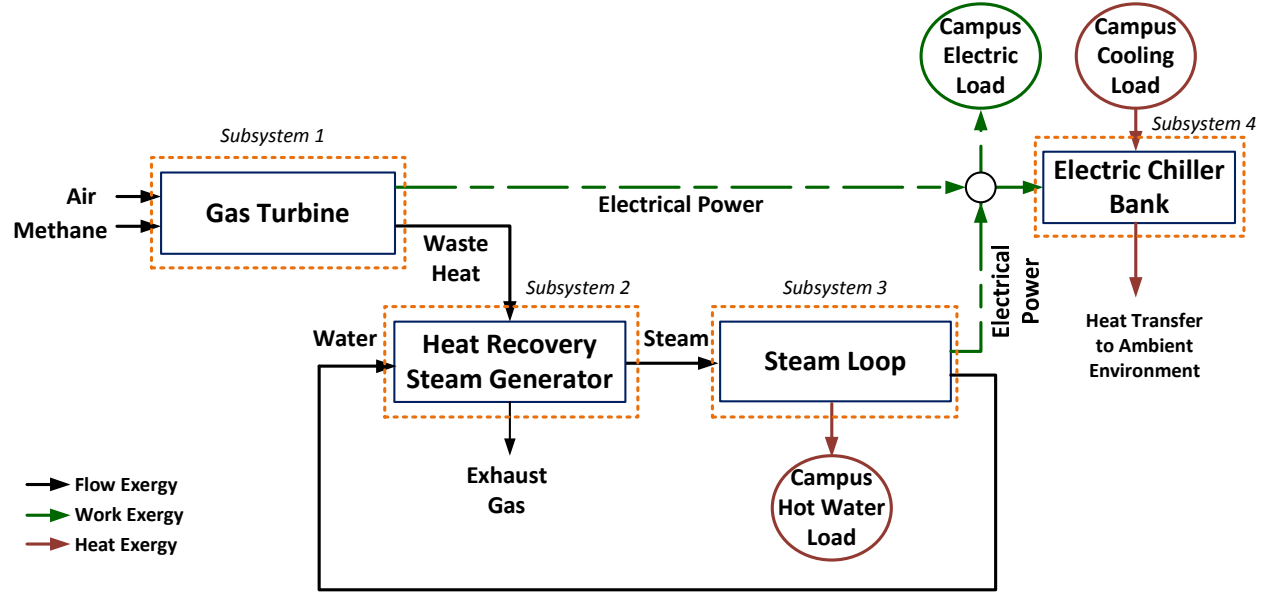 Campus
Electric
Load
Campus
Cooling
Load
Subsystem 1
Subsystem 4
Air
Methane
Gas Turbine
Electrical Power
Electric Chiller
Bank
Waste
Heat
Subsystem 2
Subsystem 3
Electrical
Power
Water
Heat Recovery
Steam Generator
Steam
Steam Loop
Heat Transfer
to Ambient
Environment
Exhaust
Gas
Campus
Hot Water
Load
Flow Exergy
Work Exergy
Heat Exergy